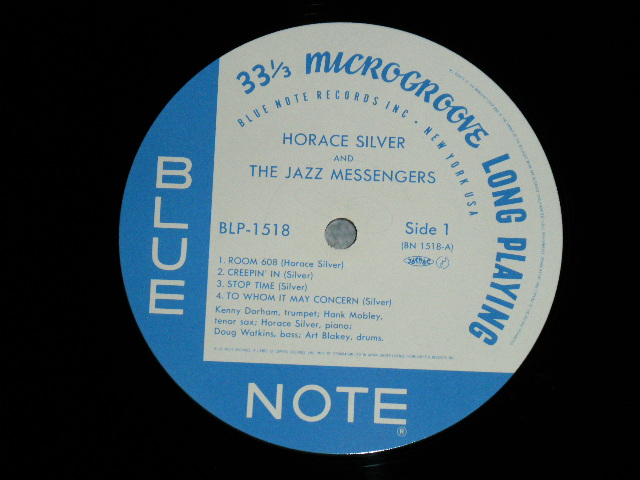 33 1/3 MICROGROOVE LONG PLAYING
BLUE NOTE RECORDS INC • NEW YORK USA
HORACE SILVER
AND
THE JAZZ MESSENGERS
BLP-1518
Side 1
(BN 1518-A)
1. ROOM 608 (Horace Silver)
2. CREEPIN' IN (Silver)
3. STOP TIME (Silver)
4. TO WHOM IT MAY CONCERN (Silver)
Kenny Dorham, trumpet; Hank Mobley,
tenor sax; Horace Silver, piano;
Doug Watkins, bass; Art Blakey, drums.
BLUE
NOTE®